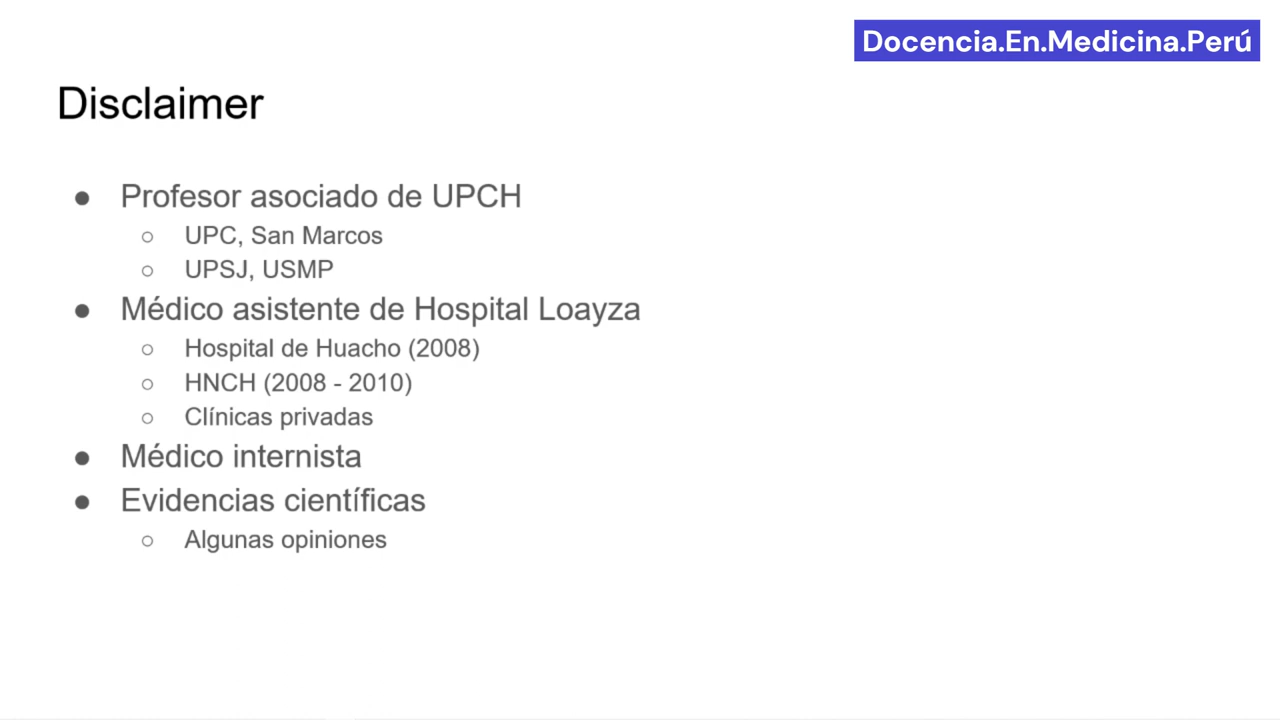 Docencia.En.Medicina.Perú
Disclaimer
● Profesor asociado de UPCH
○ UPC, San Marcos
○ UPSJ, USMP
● Médico asistente de Hospital Loayza
○ Hospital de Huacho (2008)
○ HNCH (2008 - 2010)
○ Clínicas privadas
● Médico internista
● Evidencias científicas
○ Algunas opiniones